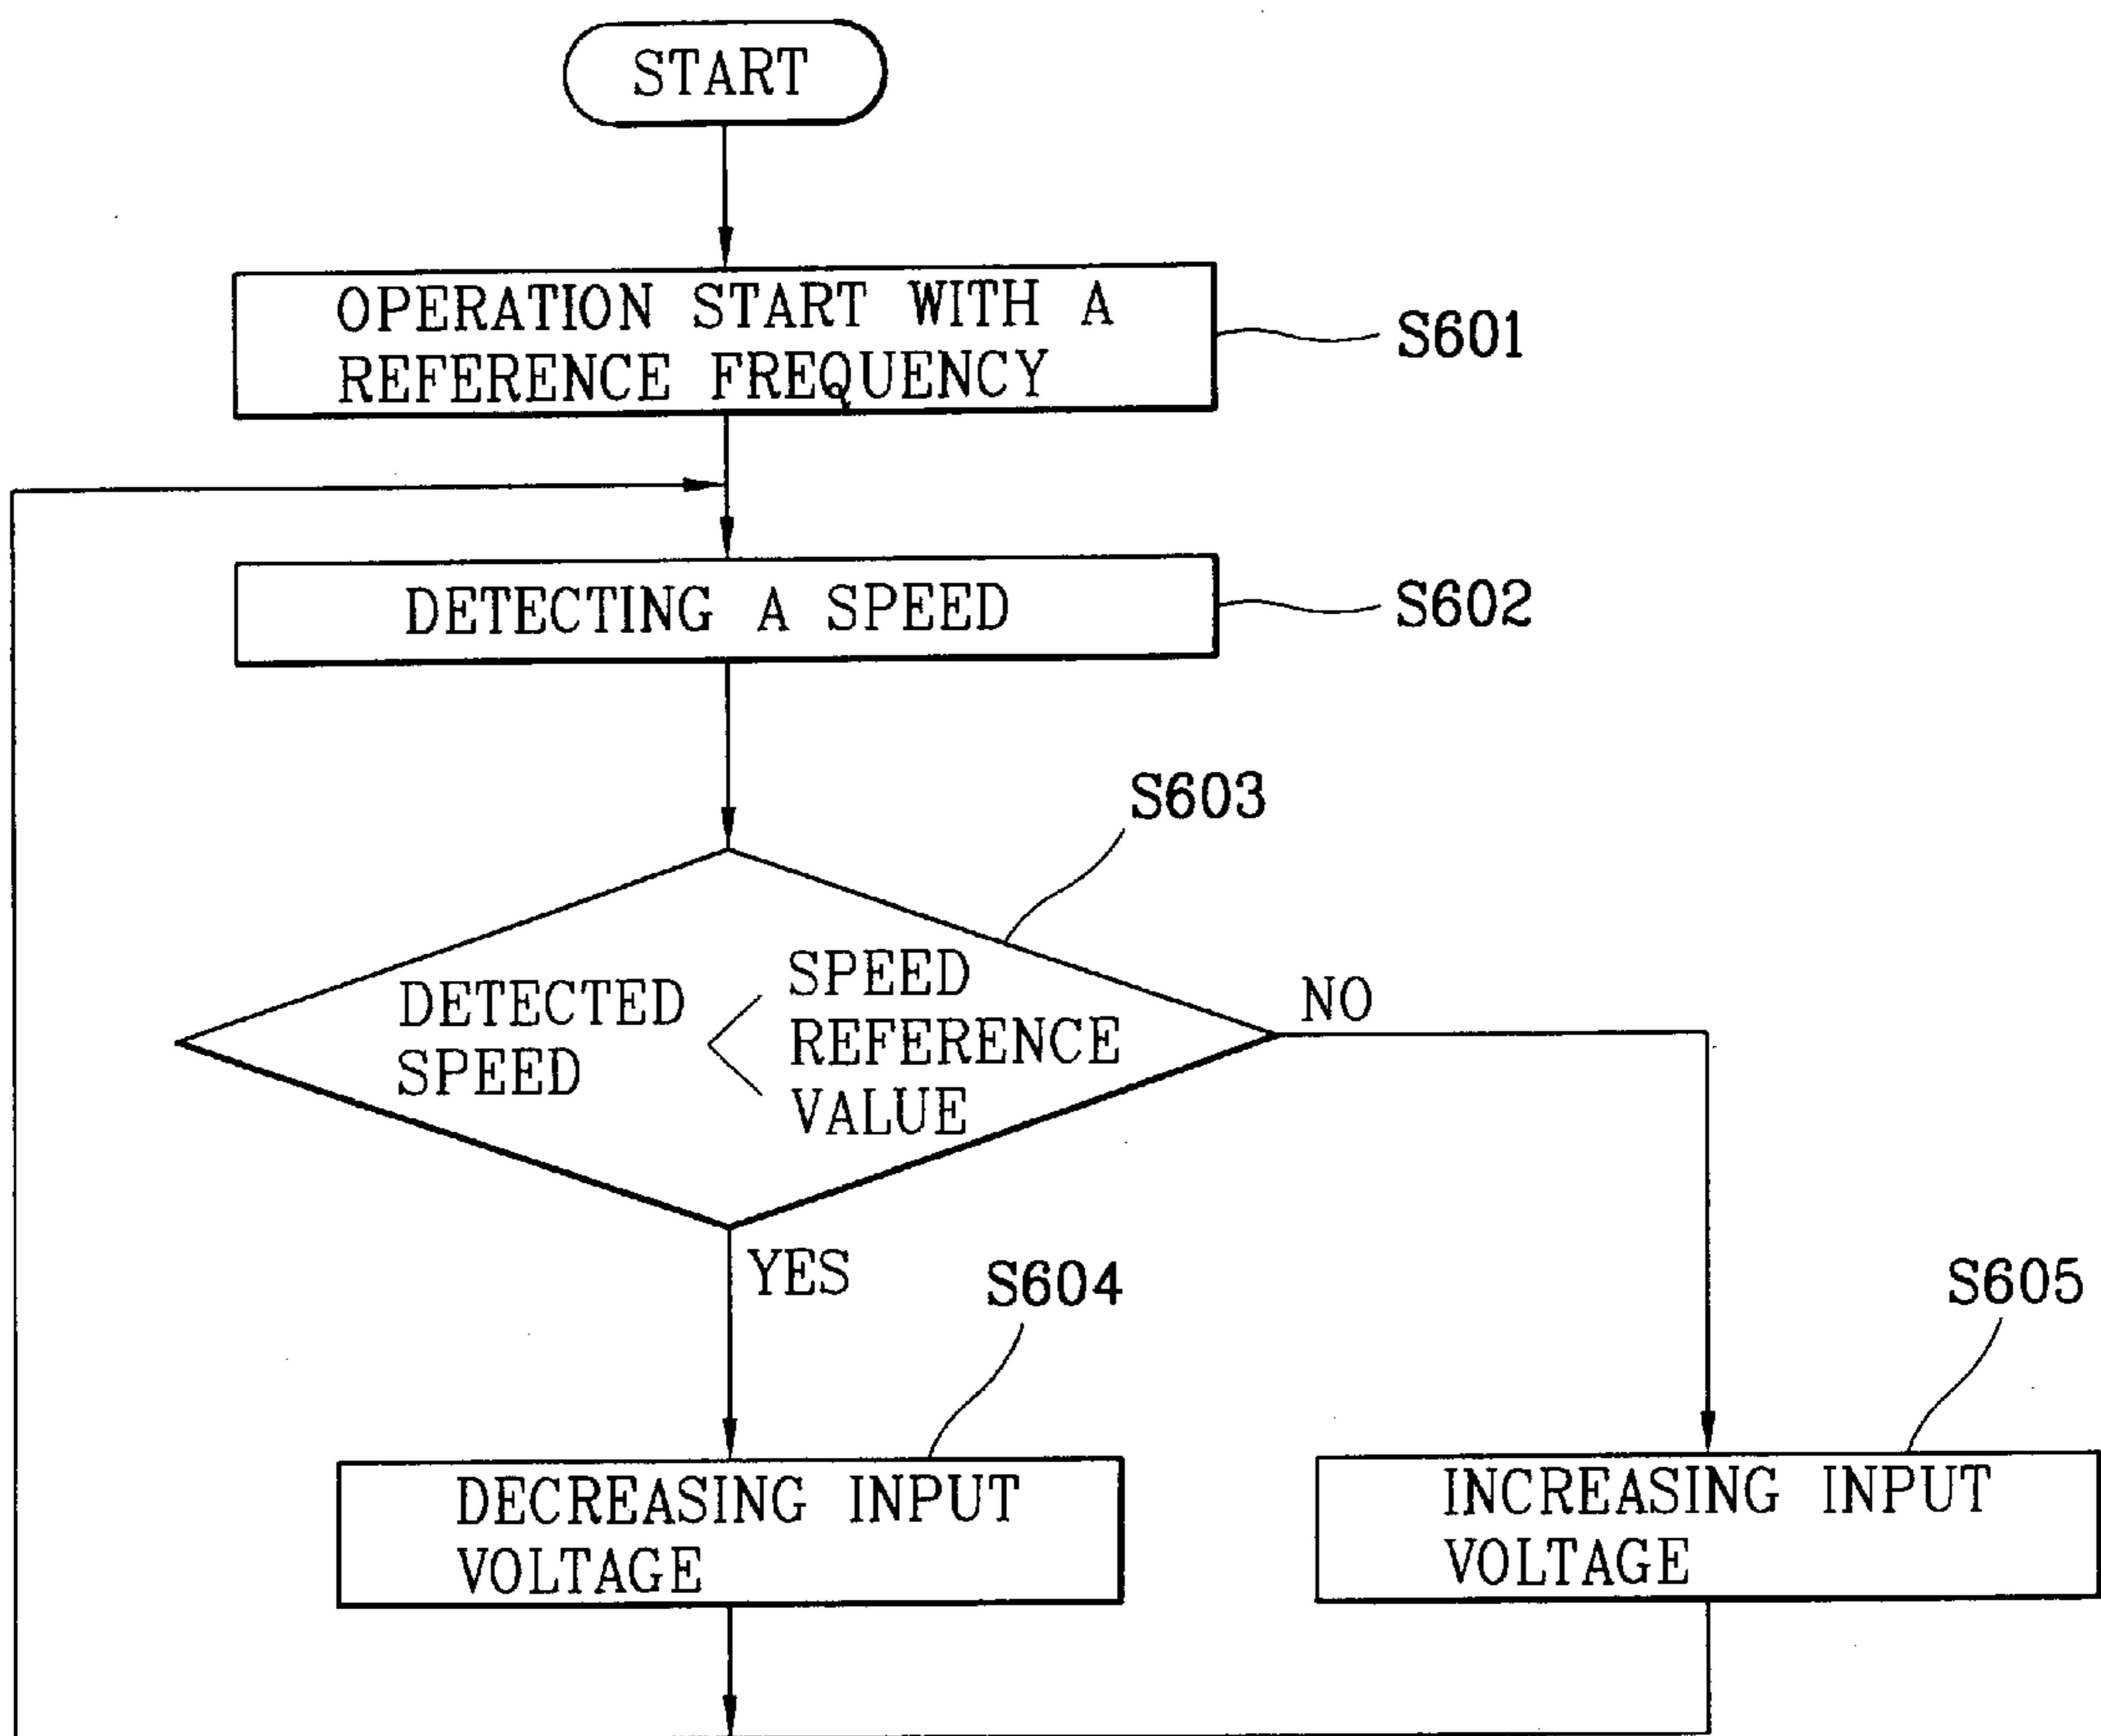 START
OPERATION START WITH A
REFERENCE FREQUENCY
S601
DETECTING A SPEED
S602
S603
DETECTED
SPEED
<
SPEED
REFERENCE
VALUE
NO
YES
S604
S605
DECREASING INPUT
VOLTAGE
INCREASING INPUT
VOLTAGE